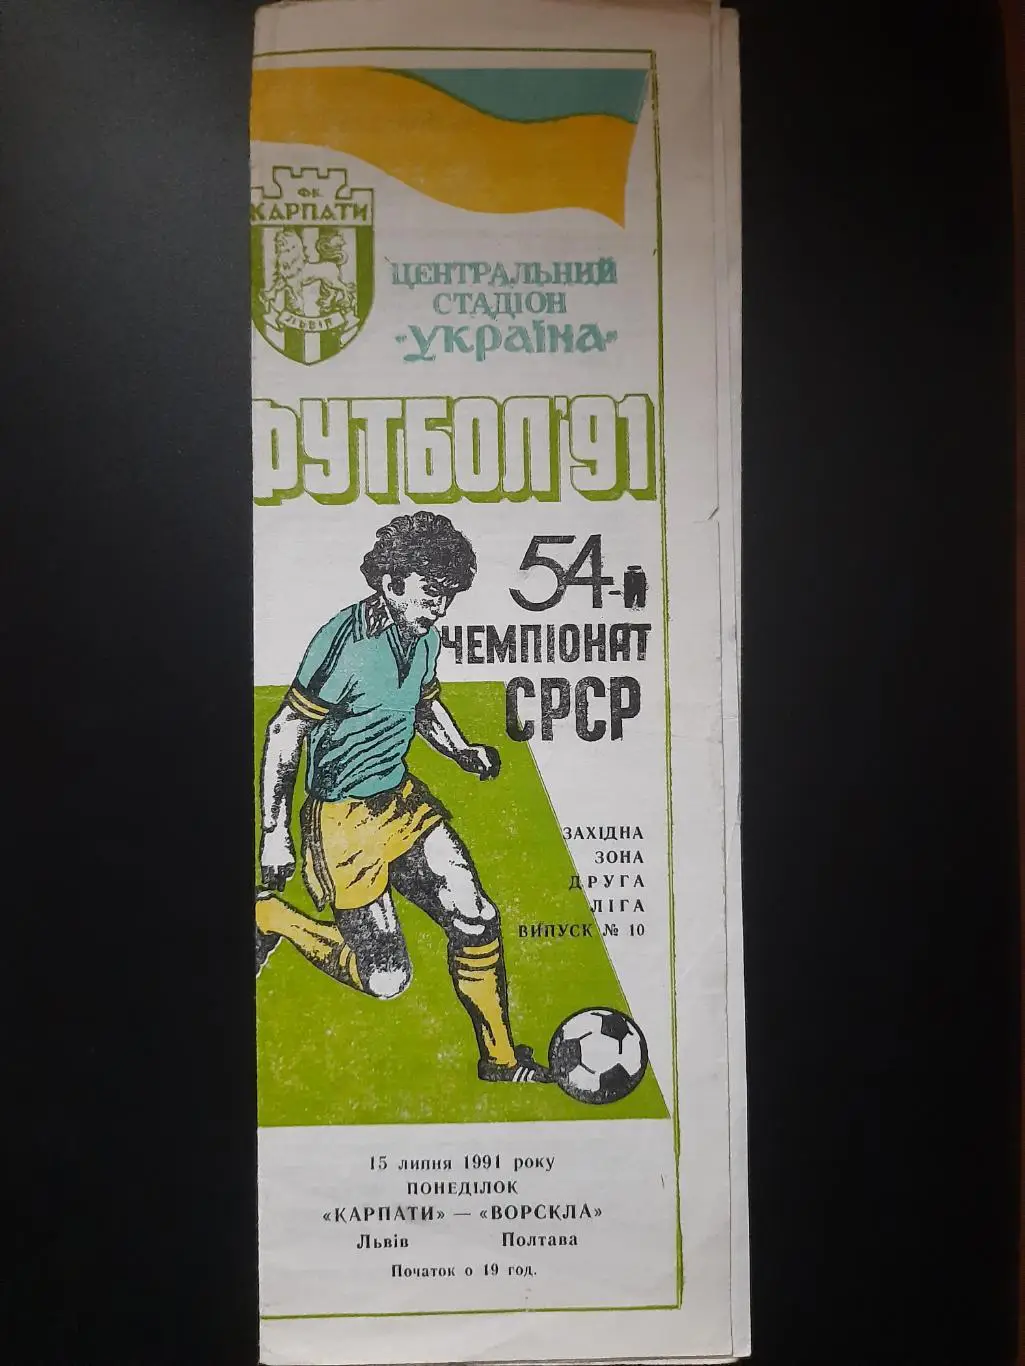 ФК
КАРПАТИ
ЛЬВІВ
ЦЕНТРАЛЬНИЙ
СТАДІОН
«Україна»
ФУТБОЛ'91
54-й
ЧЕМПІОНАТ
СРСР
ЗАХІДНА
ЗОНА
ДРУГА
ЛІГА
ВИПУСК № 10
15 липня 1991 року
ПОНЕДІЛОК
«КАРПАТИ» — «ВОРСКЛА»
Львів Полтава
Початок о 19 год.